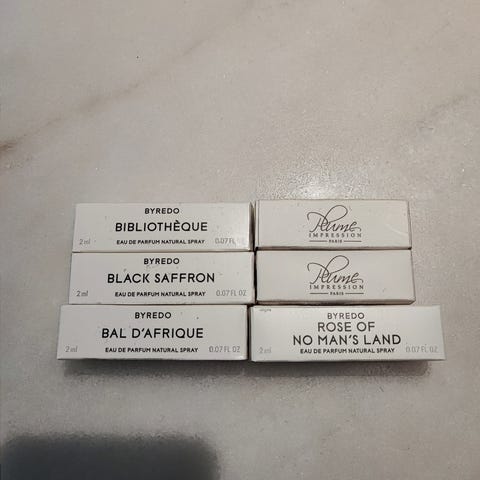 BYREDO
BIBLIOTHÈQUE
2 ml EAU DE PARFUM NATURAL SPRAY 0.07 FL OZ
Plume
IMPRESSION
PARIS
BYREDO
BLACK SAFFRON
2 ml EAU DE PARFUM NATURAL SPRAY 0.07 FL OZ
Plume
IMPRESSION
PARIS
BYREDO
BAL D'AFRIQUE
2 ml EAU DE PARFUM NATURAL SPRAY 0.07 FL OZ
BYREDO
ROSE OF
NO MAN'S LAND
2 ml EAU DE PARFUM NATURAL SPRAY 0.07 FL OZ